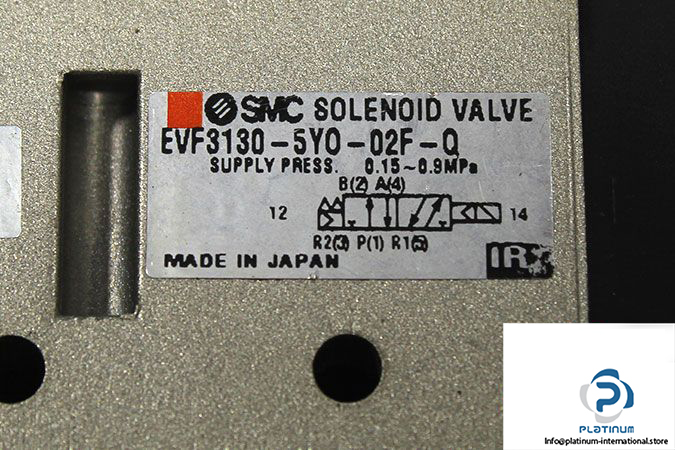 SMC SOLENOID VALVE
EVF3130-5YO-02F-Q
SUPPLY PRESS. 0.15~0.9MPa
B(2) A(4)
12 14
R2(3) P(1) R1(5)
MADE IN JAPAN
PLATINUM
Info@platinum-international.store